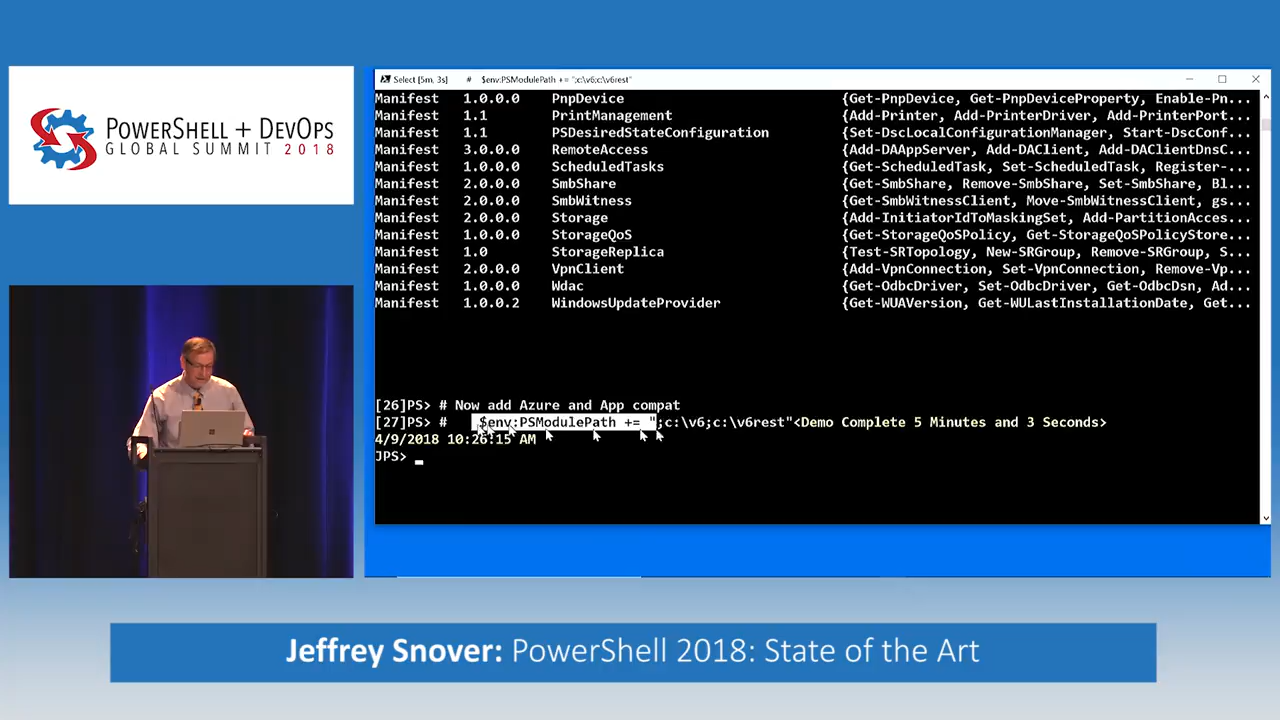 POWERSHELL + DEVOPS
GLOBAL SUMMIT 2018
Select [5m, 3s] # $env:PSModulePath += ";c:\v6;c:\v6rest"
Manifest 1.0.0.0 PnpDevice {Get-PnpDevice, Get-PnpDeviceProperty, Enable-Pn...
Manifest 1.1 PrintManagement {Add-Printer, Add-PrinterDriver, Add-PrinterPort...
Manifest 1.1 PSDesiredStateConfiguration {Set-DscLocalConfigurationManager, Start-DscConf...
Manifest 3.0.0.0 RemoteAccess {Add-DAAppServer, Add-DAClient, Add-DAClientDnsC...
Manifest 1.0.0.0 ScheduledTasks {Get-ScheduledTask, Set-ScheduledTask, Register-...
Manifest 2.0.0.0 SmbShare {Get-SmbShare, Remove-SmbShare, Set-SmbShare, Bl...
Manifest 2.0.0.0 SmbWitness {Get-SmbWitnessClient, Move-SmbWitnessClient, gs...
Manifest 2.0.0.0 Storage {Add-InitiatorIdToMaskingSet, Add-PartitionAcces...
Manifest 1.0.0.0 StorageQoS {Get-StorageQoSPolicy, Get-StorageQoSPolicyStore...
Manifest 1.0 StorageReplica {Test-SRTopology, New-SRGroup, Remove-SRGroup, S...
Manifest 2.0.0.0 VpnClient {Add-VpnConnection, Set-VpnConnection, Remove-Vp...
Manifest 1.0.0.0 Wdac {Get-OdbcDriver, Set-OdbcDriver, Get-OdbcDsn, Ad...
Manifest 1.0.0.2 WindowsUpdateProvider {Get-WUAVersion, Get-WULastInstallationDate, Get...
[26]PS> # Now add Azure and App compat
[27]PS> # $env:PSModulePath += ";c:\v6;c:\v6rest"<Demo Complete 5 Minutes and 3 Seconds>
4/9/2018 10:26:15 AM
JPS>
Jeffrey Snover: PowerShell 2018: State of the Art